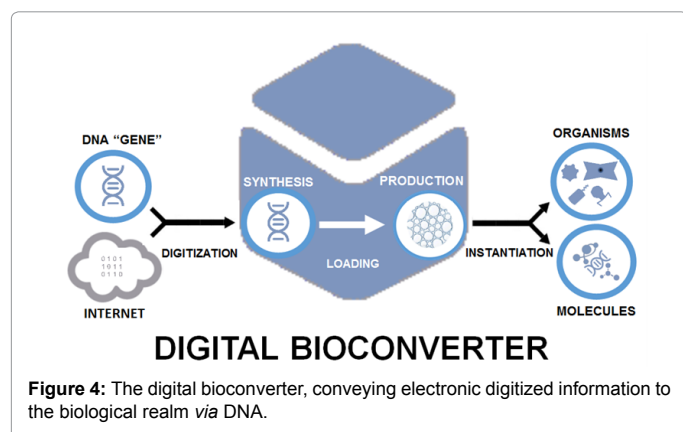 DNA “GENE”
ORGANISMS
SYNTHESIS
PRODUCTION
DIGITIZATION
LOADING
INSTANTIATION
0101
1011
0110
INTERNET
MOLECULES
DIGITAL BIOCONVERTER
Figure 4: The digital bioconverter, conveying electronic digitized information to
the biological realm via DNA.